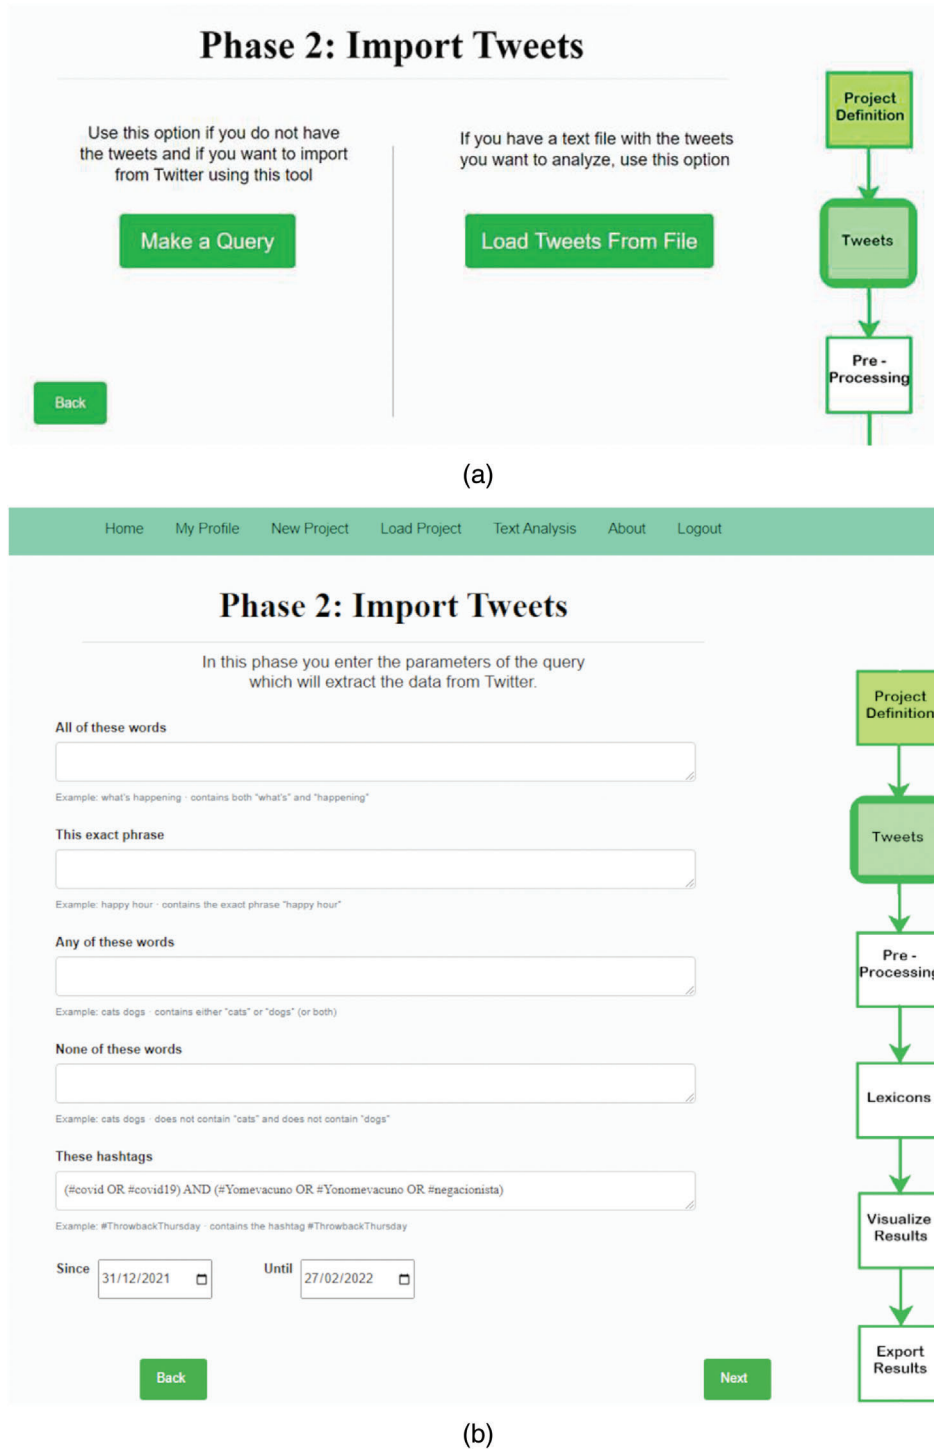 Phase 2: Import Tweets
Use this option if you do not have
the tweets and if you want to import
from Twitter using this tool
Make a Query
If you have a text file with the tweets
you want to analyze, use this option
Load Tweets From File
Back
Project
Definition
Tweets
Pre -
Processing
(a)
Home My Profile New Project Load Project Text Analysis About Logout
Phase 2: Import Tweets
In this phase you enter the parameters of the query
which will extract the data from Twitter.
All of these words
Example: what's happening · contains both "what's" and "happening"
This exact phrase
Example: happy hour · contains the exact phrase "happy hour"
Any of these words
Example: cats dogs · contains either "cats" or "dogs" (or both)
None of these words
Example: cats dogs · does not contain "cats" and does not contain "dogs"
These hashtags
(#covid OR #covid19) AND (#Yomevacuno OR #Yonomevacuno OR #negacionista)
Example: #ThrowbackThursday · contains the hashtag #ThrowbackThursday
Since 31/12/2021 Until 27/02/2022
Back
Next
Project
Definition
Tweets
Pre -
Processing
Lexicons
Visualize
Results
Export
Results
(b)